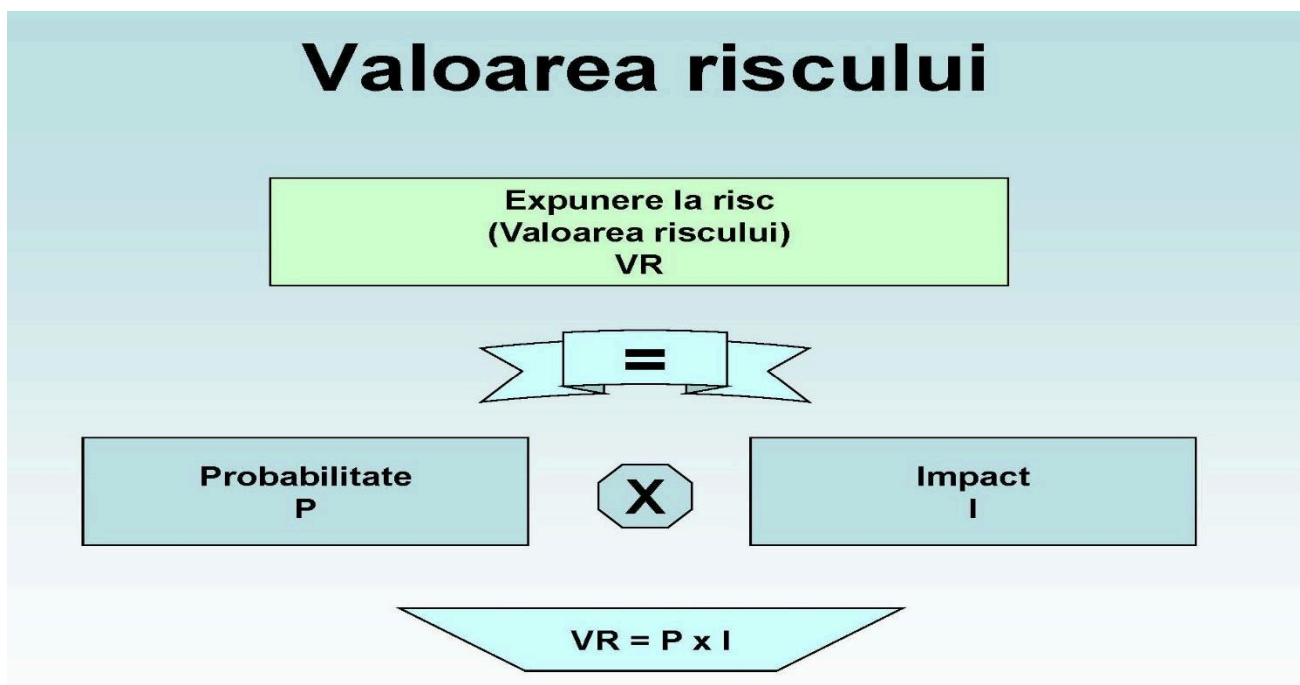 Valoarea riscului
Expunere la risc
(Valoarea riscului)
VR
=
Probabilitate
P
X
Impact
I
VR = P x I